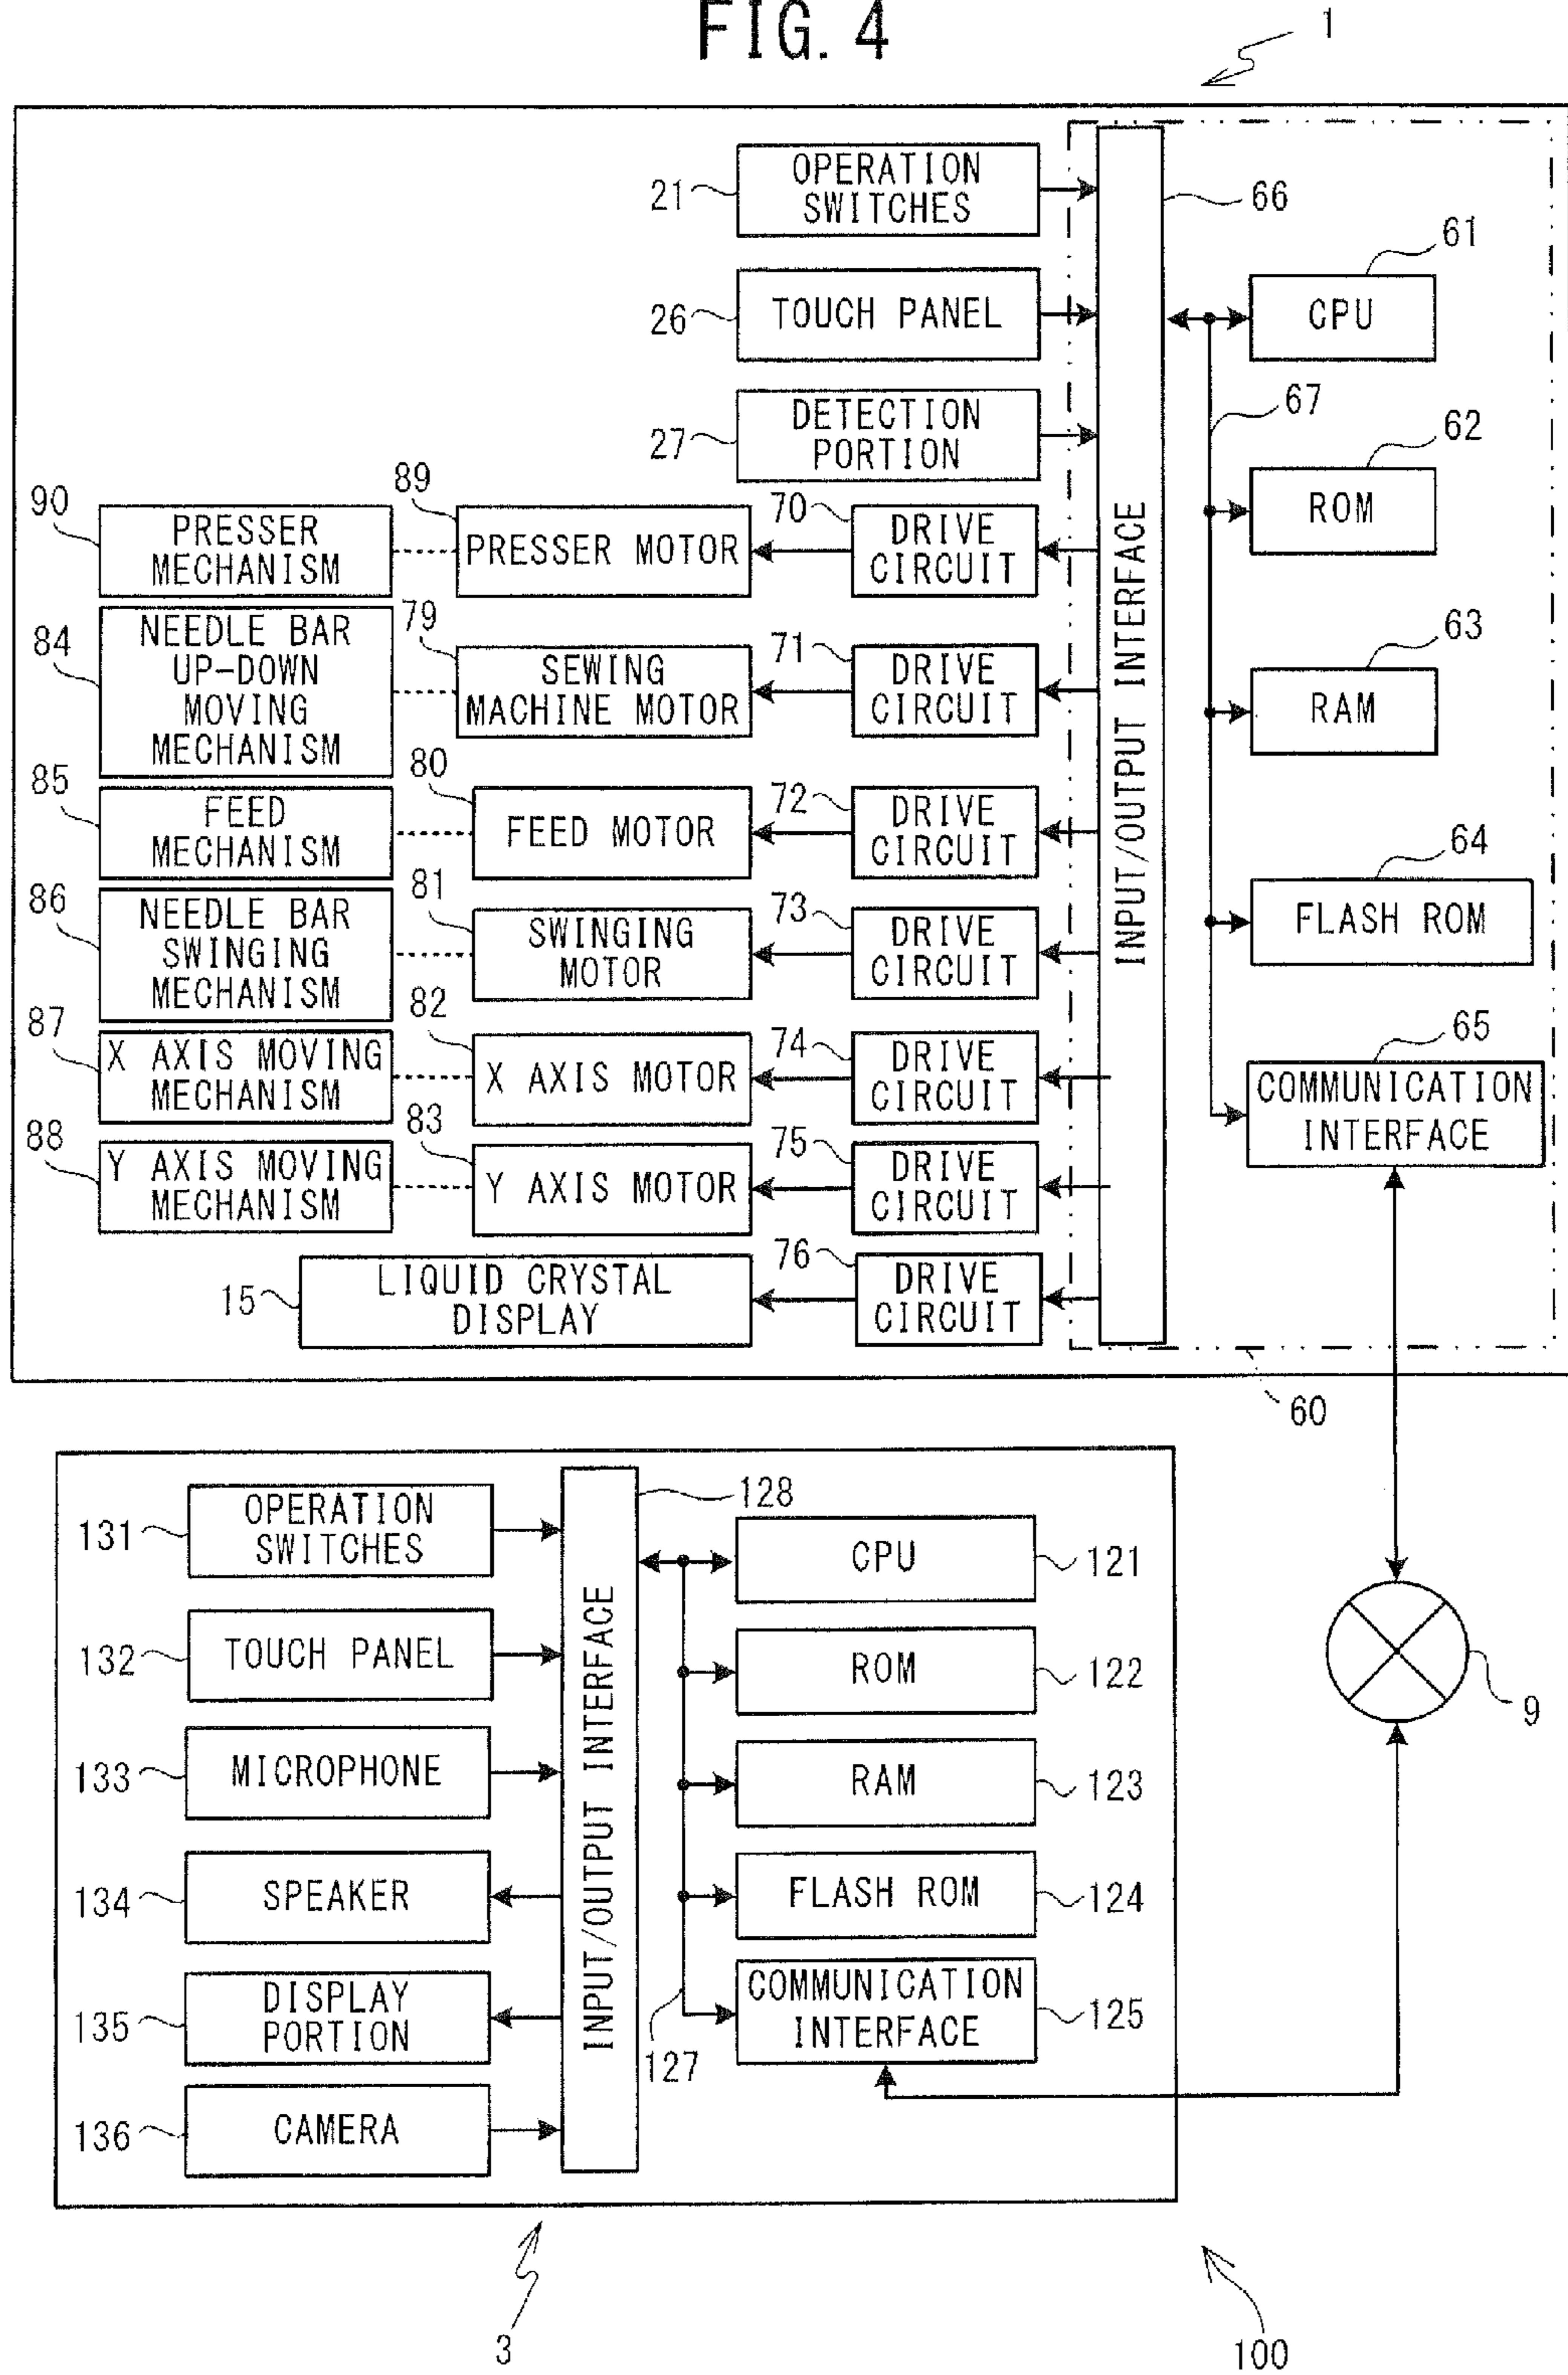 FIG. 4
1
21
OPERATION
SWITCHES
66
61
CPU
26
TOUCH PANEL
67
27
DETECTION
PORTION
62
ROM
90
PRESSER
MECHANISM
89
PRESSER MOTOR
70
DRIVE
CIRCUIT
INPUT/OUTPUT INTERFACE
84
NEEDLE BAR
UP-DOWN
MOVING
MECHANISM
79
SEWING
MACHINE MOTOR
71
DRIVE
CIRCUIT
63
RAM
85
FEED
MECHANISM
80
FEED MOTOR
72
DRIVE
CIRCUIT
64
FLASH ROM
86
NEEDLE BAR
SWINGING
MECHANISM
81
SWINGING
MOTOR
73
DRIVE
CIRCUIT
87
X AXIS MOVING
MECHANISM
82
X AXIS MOTOR
74
DRIVE
CIRCUIT
65
COMMUNICATION
INTERFACE
88
Y AXIS MOVING
MECHANISM
83
Y AXIS MOTOR
75
DRIVE
CIRCUIT
15
LIQUID CRYSTAL
DISPLAY
76
DRIVE
CIRCUIT
60
131
OPERATION
SWITCHES
128
CPU
121
132
TOUCH PANEL
INPUT/OUTPUT INTERFACE
ROM
122
9
133
MICROPHONE
RAM
123
134
SPEAKER
FLASH ROM
124
135
DISPLAY
PORTION
127
COMMUNICATION
INTERFACE
125
136
CAMERA
3
100